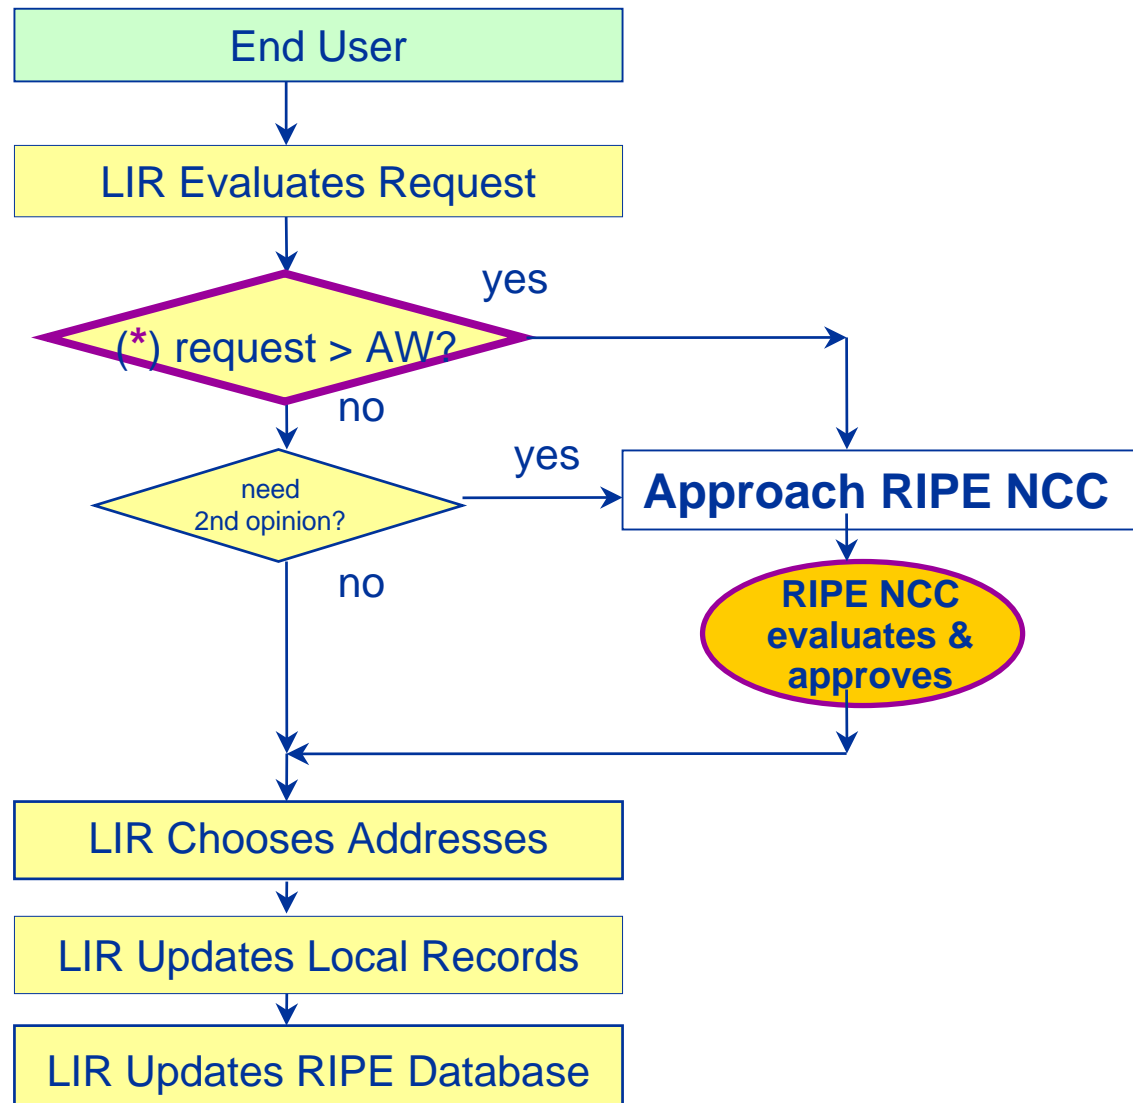 End User
LIR Evaluates Request
yes
(*) request > AW?
no
yes
need
2nd opinion?
Approach RIPE NCC
no
RIPE NCC
evaluates &
approves
LIR Chooses Addresses
LIR Updates Local Records
LIR Updates RIPE Database